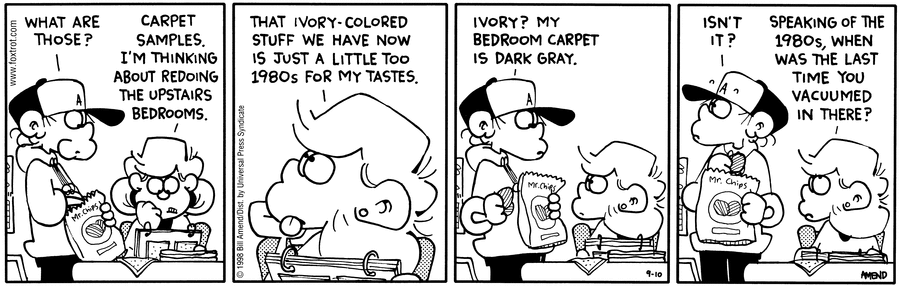 www.foxtrot.com
WHAT ARE
THOSE?
CARPET
SAMPLES.
I'M THINKING
ABOUT REDOING
THE UPSTAIRS
BEDROOMS.
A
Mr. Chips
THAT IVORY-COLORED
STUFF WE HAVE NOW
IS JUST A LITTLE TOO
1980s FOR MY TASTES.
© 1998 Bill Amend/Dist. by Universal Press Syndicate
IVORY? MY
BEDROOM CARPET
IS DARK GRAY.
A
Mr. Chips
9-10
ISN'T
IT?
SPEAKING OF THE
1980s, WHEN
WAS THE LAST
TIME YOU
VACUUMED
IN THERE?
A
Mr. Chips
AMEND